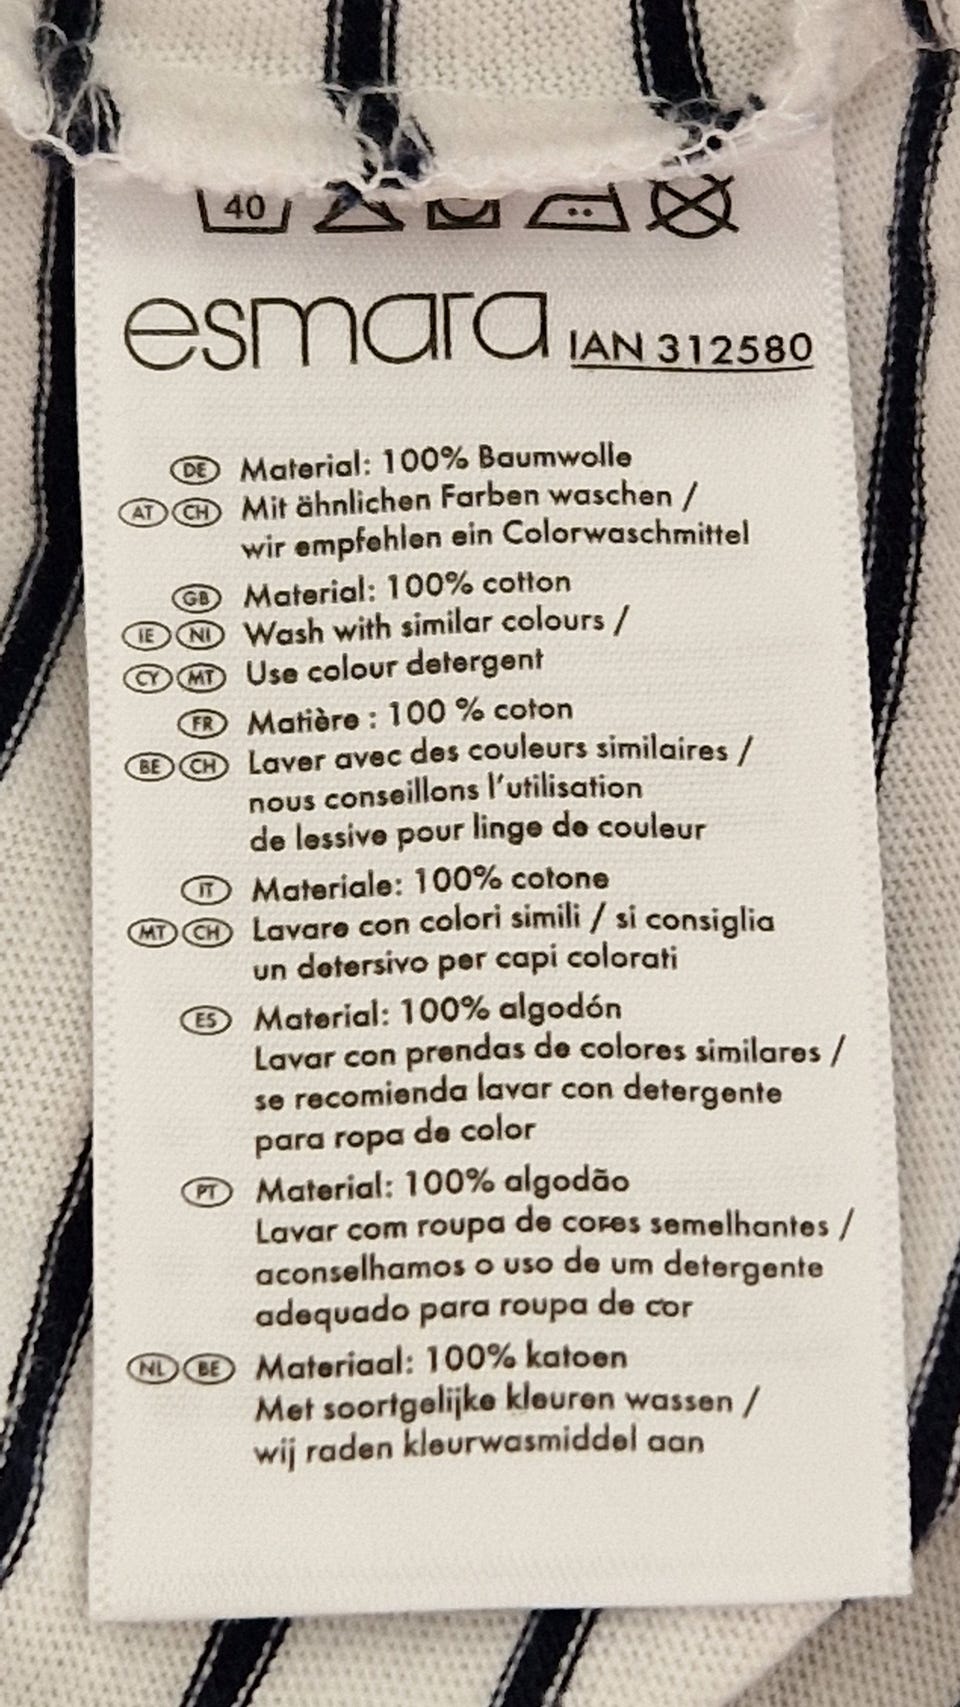 40
esmara IAN 312580
DE Material: 100% Baumwolle
AT CH Mit ähnlichen Farben waschen /
wir empfehlen ein Colorwaschmittel
GB Material: 100% cotton
IE NI Wash with similar colours /
CY MT Use colour detergent
FR Matière : 100 % coton
BE CH Laver avec des couleurs similaires /
nous conseillons l'utilisation
de lessive pour linge de couleur
IT Materiale: 100% cotone
MT CH Lavare con colori simili / si consiglia
un detersivo per capi colorati
ES Material: 100% algodón
Lavar con prendas de colores similares /
se recomienda lavar con detergente
para ropa de color
PT Material: 100% algodão
Lavar com roupa de cores semelhantes /
aconselhamos o uso de um detergente
adequado para roupa de cor
NL BE Materiaal: 100% katoen
Met soortgelijke kleuren wassen /
wij raden kleurwasmiddel aan